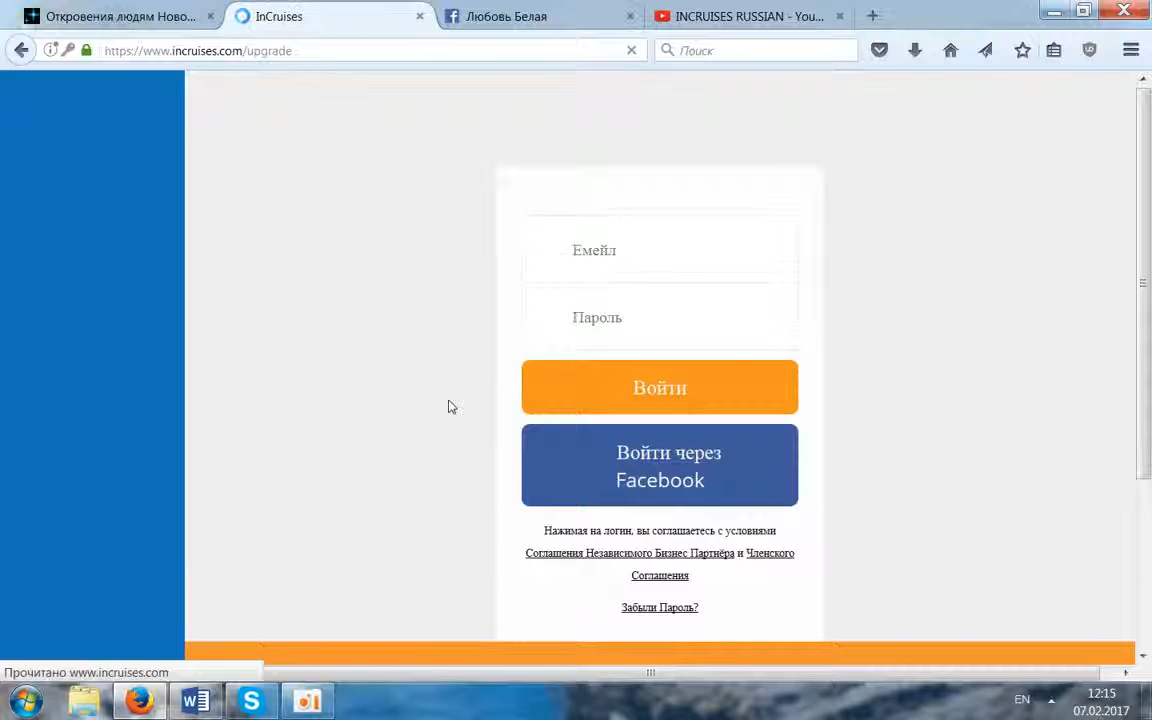 Откровения людям Ново...
InCruises
Любовь Белая
INCRUISES RUSSIAN - You...
https://www.incruises.com/upgrade
Поиск
Емейл
Пароль
Войти
Войти через
Facebook
Нажимая на логин, вы соглашаетесь с условиями
Соглашения Независимого Бизнес Партнёра и Членского
Соглашения
Забыли Пароль?
Прочитано www.incruises.com
EN
12:15
07.02.2017